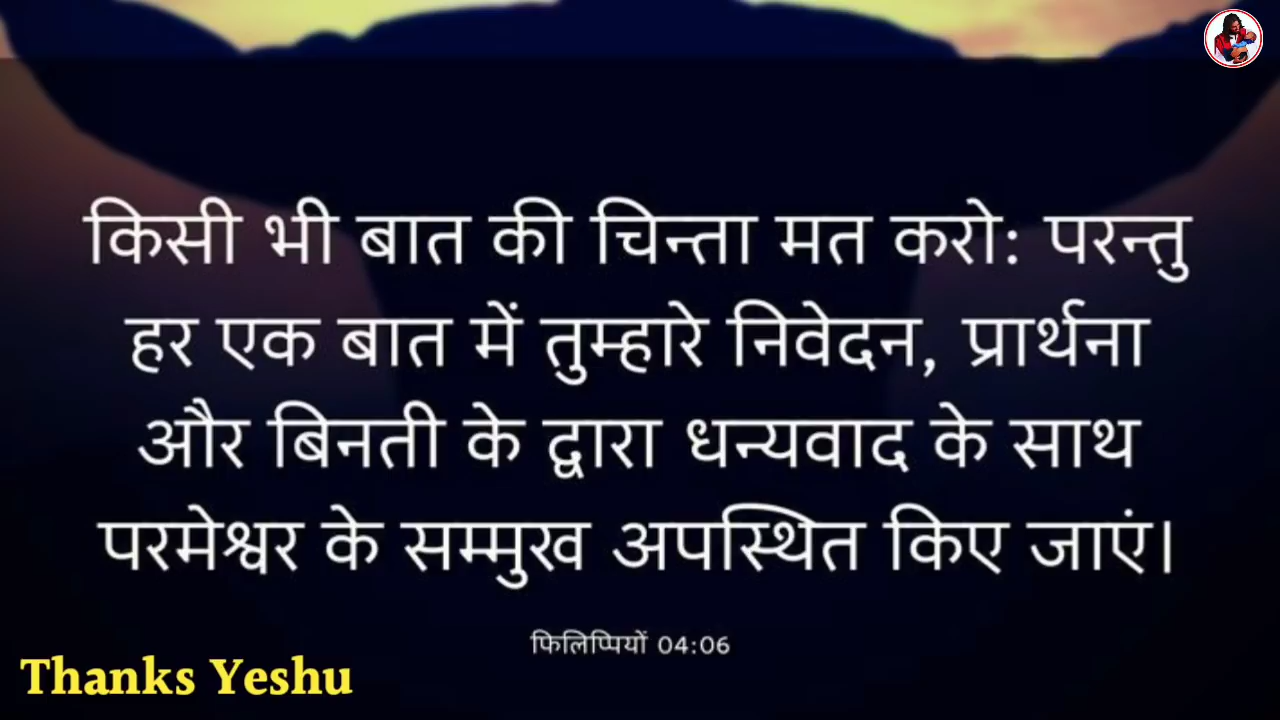 किसी भी बात की चिन्ता मत करो: परन्तु
हर एक बात में तुम्हारे निवेदन, प्रार्थना
और बिनती के द्वारा धन्यवाद के साथ
परमेश्वर के सम्मुख अपस्थित किए जाएं।
फिलिप्पियों 04:06
Thanks Yeshu